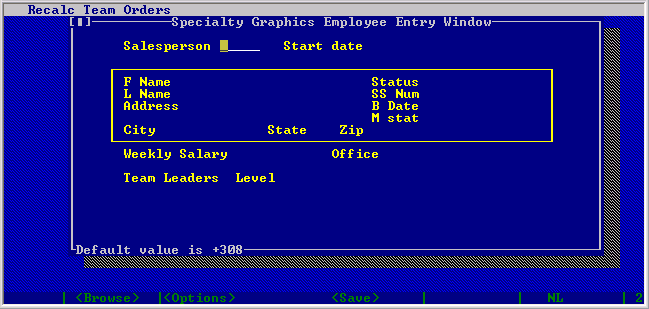 Recalc Team Orders
[■] Specialty Graphics Employee Entry Window
Salesperson Start date
F Name Status
L Name SS Num
Address B Date
M stat
City State Zip
Weekly Salary Office
Team Leaders Level
Default value is +308
| <Browse> |<Options> <Save> | | NL | 2